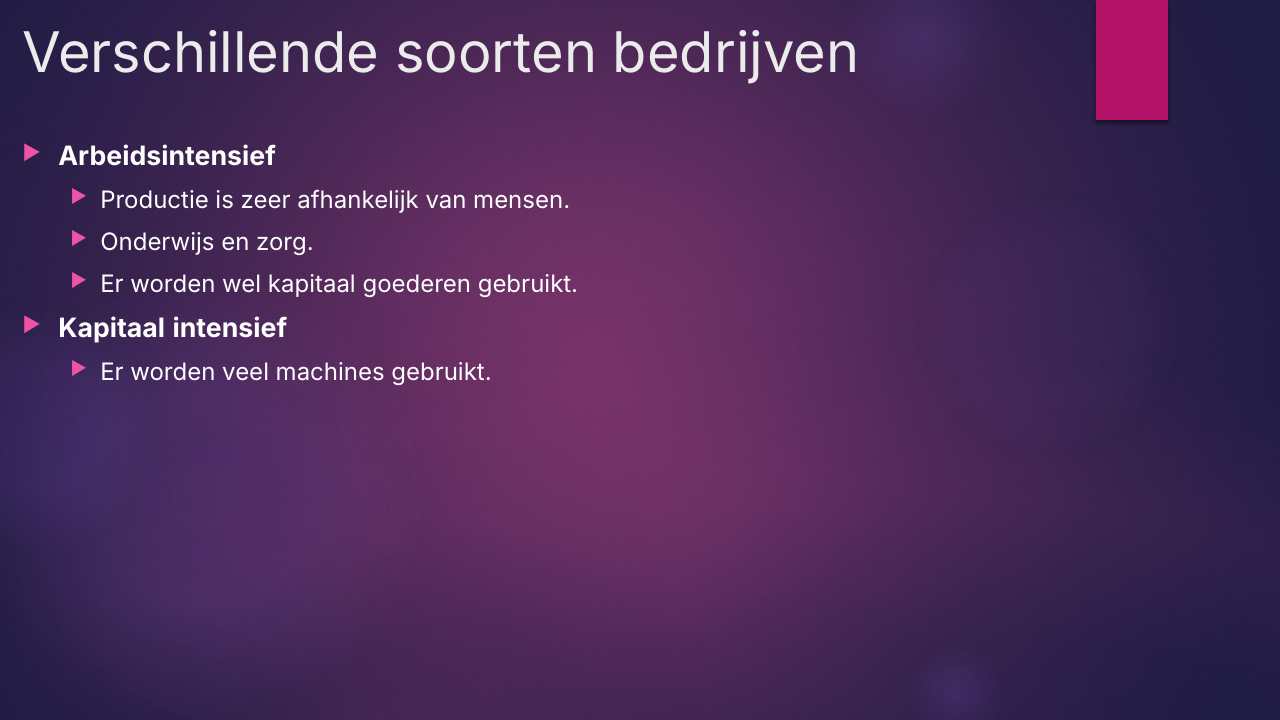 Verschillende soorten bedrijven
Arbeidsintensief
Productie is zeer afhankelijk van mensen.
Onderwijs en zorg.
Er worden wel kapitaal goederen gebruikt.
Kapitaal intensief
Er worden veel machines gebruikt.